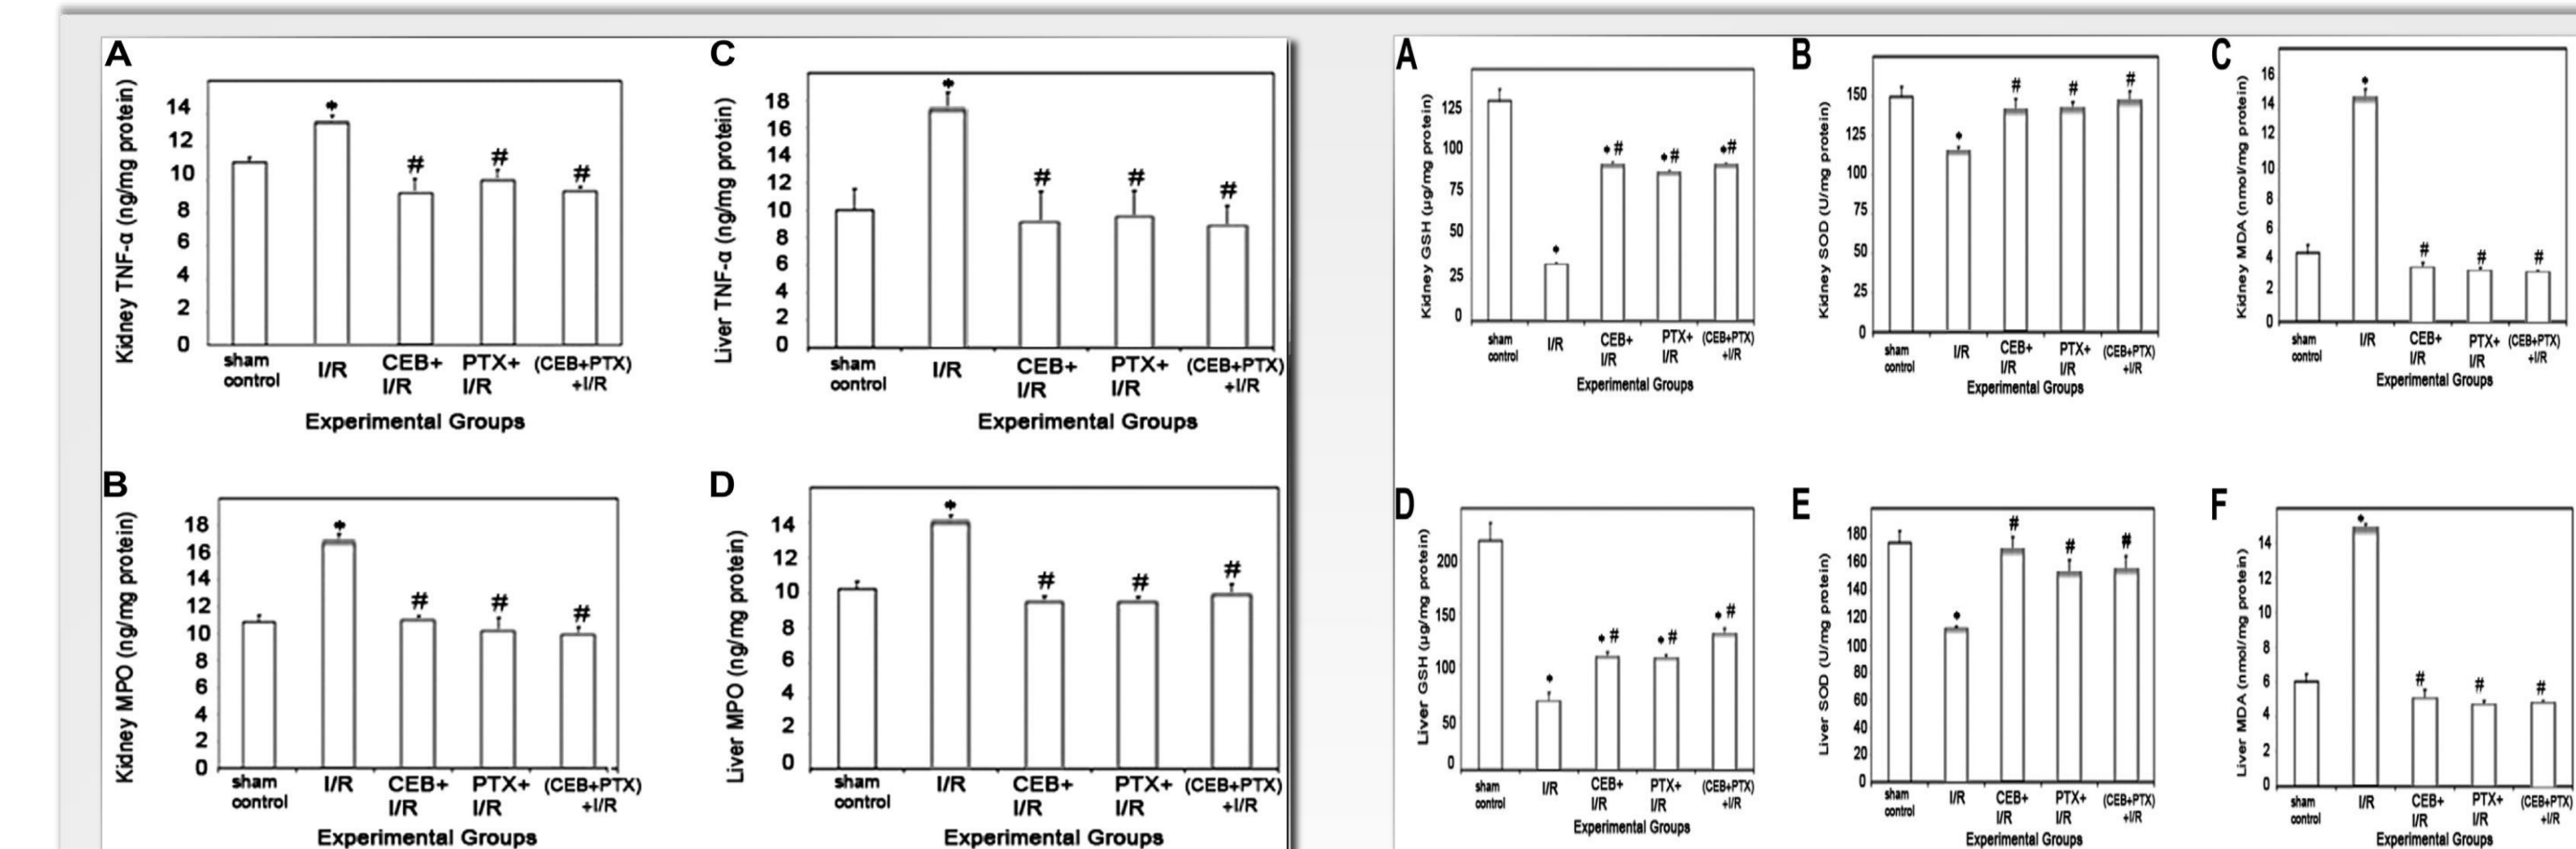 A
Kidney TNF-α (ng/mg protein)
14
12
10
8
6
4
2
0
*
#
#
#
sham control
I/R
CEB+ I/R
PTX+ I/R
(CEB+PTX) +I/R
Experimental Groups
C
Liver TNF-α (ng/mg protein)
18
16
14
12
10
8
6
4
2
0
*
#
#
#
sham control
I/R
CEB+ I/R
PTX+ I/R
(CEB+PTX) +I/R
Experimental Groups
B
Kidney MPO (ng/mg protein)
18
16
14
12
10
8
6
4
2
0
*
#
#
#
sham control
I/R
CEB+ I/R
PTX+ I/R
(CEB+PTX) +I/R
Experimental Groups
D
Liver MPO (ng/mg protein)
14
12
10
8
6
4
2
0
*
#
#
#
sham control
I/R
CEB+ I/R
PTX+ I/R
(CEB+PTX) +I/R
Experimental Groups
A
Kidney GSH (µg/mg protein)
125
100
75
50
25
0
*
*#
*#
*#
sham control
I/R
CEB+ I/R
PTX+ I/R
(CEB+PTX) +I/R
Experimental Groups
B
Kidney SOD (U/mg protein)
150
125
100
75
50
25
0
*
#
#
#
sham control
I/R
CEB+ I/R
PTX+ I/R
(CEB+PTX) +I/R
Experimental Groups
C
Kidney MDA (nmol/mg protein)
16
14
12
10
8
6
4
2
0
*
#
#
#
sham control
I/R
CEB+ I/R
PTX+ I/R
(CEB+PTX) +I/R
Experimental Groups
D
Liver GSH (µg/mg protein)
200
150
100
50
0
*
*#
*#
*#
sham control
I/R
CEB+ I/R
PTX+ I/R
(CEB+PTX) +I/R
Experimental Groups
E
Liver SOD (U/mg protein)
180
160
140
120
100
80
60
40
20
0
*
#
#
#
sham control
I/R
CEB+ I/R
PTX+ I/R
(CEB+PTX) +I/R
Experimental Groups
F
Liver MDA (nmol/mg protein)
14
12
10
8
6
4
2
0
*
#
#
#
sham control
I/R
CEB+ I/R
PTX+ I/R
(CEB+PTX) +I/R
Experimental Groups